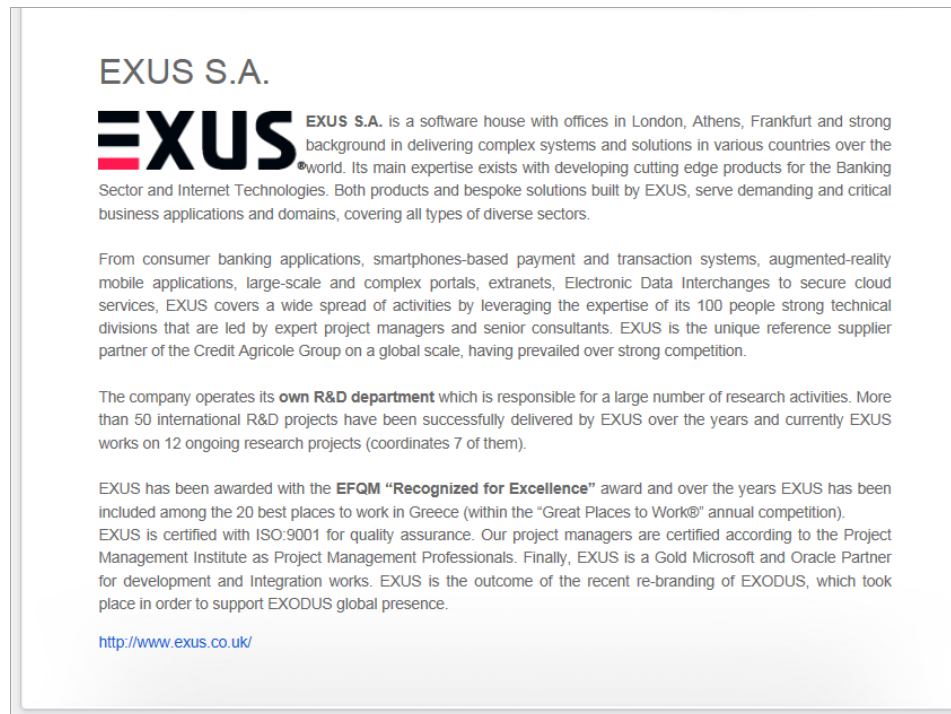 EXUS S.A.
EXUS®
EXUS S.A. is a software house with offices in London, Athens, Frankfurt and strong
background in delivering complex systems and solutions in various countries over the
world. Its main expertise exists with developing cutting edge products for the Banking
Sector and Internet Technologies. Both products and bespoke solutions built by EXUS, serve demanding and critical
business applications and domains, covering all types of diverse sectors.
From consumer banking applications, smartphones-based payment and transaction systems, augmented-reality
mobile applications, large-scale and complex portals, extranets, Electronic Data Interchanges to secure cloud
services, EXUS covers a wide spread of activities by leveraging the expertise of its 100 people strong technical
divisions that are led by expert project managers and senior consultants. EXUS is the unique reference supplier
partner of the Credit Agricole Group on a global scale, having prevailed over strong competition.
The company operates its own R&D department which is responsible for a large number of research activities. More
than 50 international R&D projects have been successfully delivered by EXUS over the years and currently EXUS
works on 12 ongoing research projects (coordinates 7 of them).
EXUS has been awarded with the EFQM “Recognized for Excellence” award and over the years EXUS has been
included among the 20 best places to work in Greece (within the “Great Places to Work®” annual competition).
EXUS is certified with ISO:9001 for quality assurance. Our project managers are certified according to the Project
Management Institute as Project Management Professionals. Finally, EXUS is a Gold Microsoft and Oracle Partner
for development and Integration works. EXUS is the outcome of the recent re-branding of EXODUS, which took
place in order to support EXODUS global presence.
http://www.exus.co.uk/